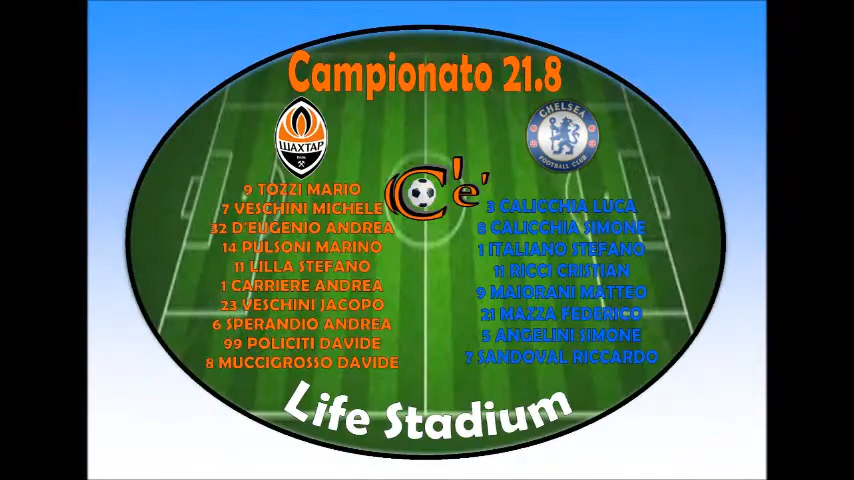 Campionato 21.8
ШАХТАР
1936
CHELSEA
FOOTBALL CLUB
C'è'
9 TOZZI MARIO
7 VESCHINI MICHELE
32 D'EUGENIO ANDREA
14 PULSONI MARINO
11 LILLA STEFANO
1 CARRIERE ANDREA
23 VESCHINI JACOPO
6 SPERANDIO ANDREA
99 POLICITI DAVIDE
8 MUCCIGROSSO DAVIDE
3 CALICCHIA LUCA
8 CALICCHIA SIMONE
1 ITALIANO STEFANO
11 RICCI CRISTIAN
9 MAIORANI MATTEO
21 MAZZA FEDERICO
5 ANGELINI SIMONE
7 SANDOVAL RICCARDO
Life Stadium